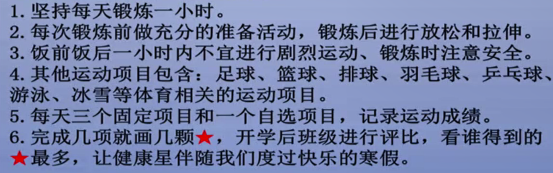 1. 坚持每天锻炼一小时。
2. 每次锻炼前做充分的准备活动，锻炼后进行放松和拉伸。
3. 饭前饭后一小时内不宜进行剧烈运动、锻炼时注意安全。
4. 其他运动项目包含：足球、篮球、排球、羽毛球、乒乓球、
游泳、冰雪等体育相关的运动项目。
5. 每天三个固定项目和一个自选项目，记录运动成绩。
6. 完成几项就画几颗★，开学后班级进行评比，看谁得到的
★最多，让健康星伴随我们度过快乐的寒假。